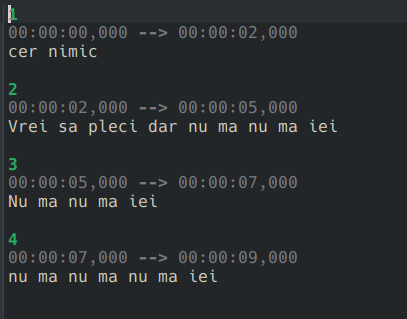 1
00:00:00,000 --> 00:00:02,000
cer nimic
2
00:00:02,000 --> 00:00:05,000
Vrei sa pleci dar nu ma nu ma iei
3
00:00:05,000 --> 00:00:07,000
Nu ma nu ma iei
4
00:00:07,000 --> 00:00:09,000
nu ma nu ma nu ma iei